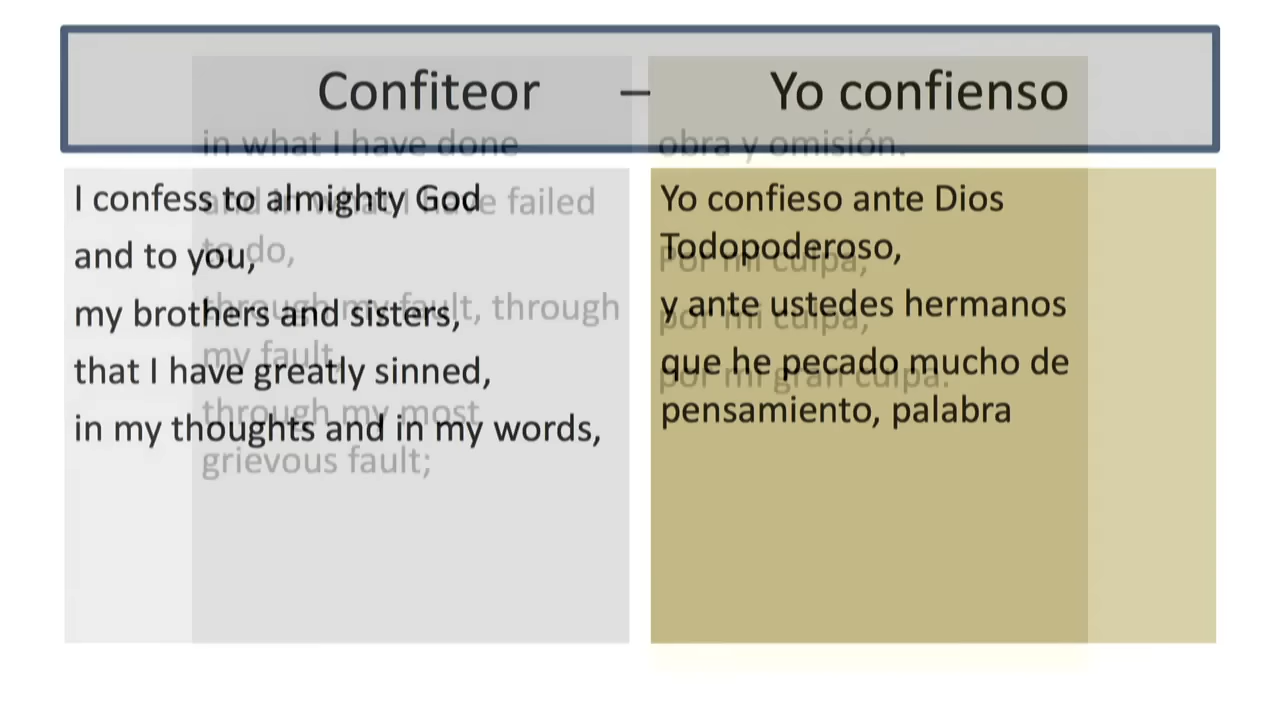 Confiteor – Yo confienso
I confess to almighty God
and to you,
my brothers and sisters,
that I have greatly sinned,
in my thoughts and in my words,
Yo confieso ante Dios
Todopoderoso,
y ante ustedes hermanos
que he pecado mucho de
pensamiento, palabra
in what I have done
and in what I have failed
to do,
through my fault, through
my fault,
through my most
grievous fault;
obra y omisión.
Por mi culpa,
por mi culpa,
por mi gran culpa.